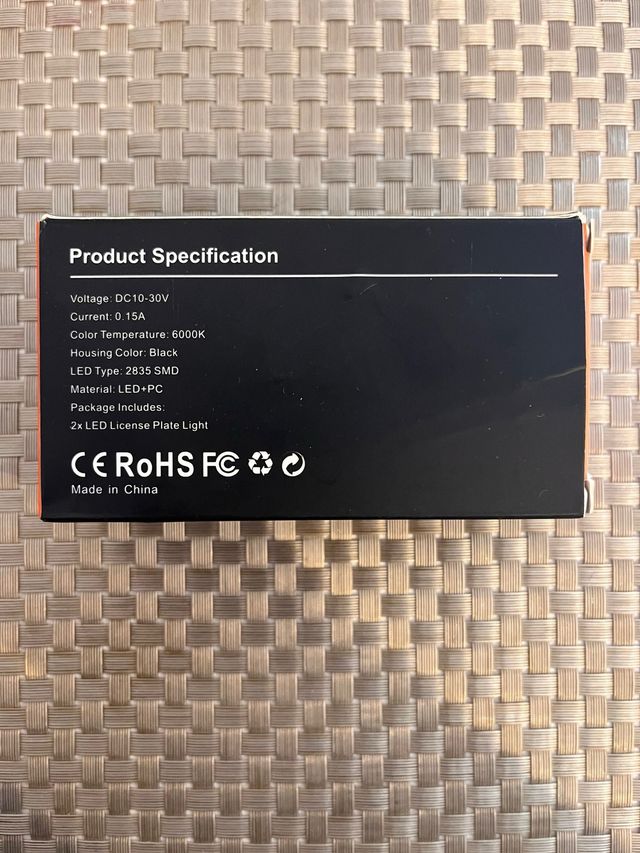 Product Specification
Voltage: DC10-30V
Current: 0.15A
Color Temperature: 6000K
Housing Color: Black
LED Type: 2835 SMD
Material: LED+PC
Package Includes:
2x LED License Plate Light
CE RoHS FC
Made in China